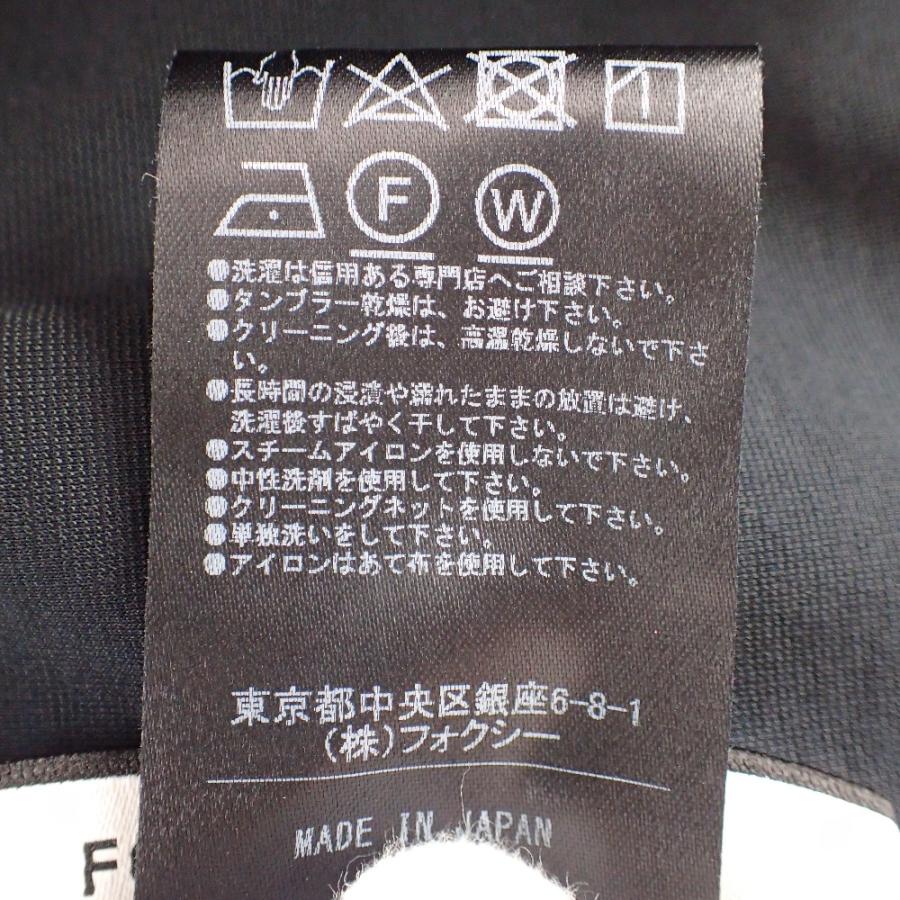 F
W
●洗濯は信用ある専門店へご相談下さい。
●タンブラー乾燥は、お避け下さい。
●クリーニング後は、高温乾燥しないで下さ
い。
●長時間の浸漬や濡れたままの放置は避け、
洗濯後すばやく干して下さい。
●スチームアイロンを使用しないで下さい。
●中性洗剤を使用して下さい。
●クリーニングネットを使用して下さい。
●単独洗いをして下さい。
●アイロンはあて布を使用して下さい。
東京都中央区銀座6-8-1
(株)フォクシー
MADE IN JAPAN
F